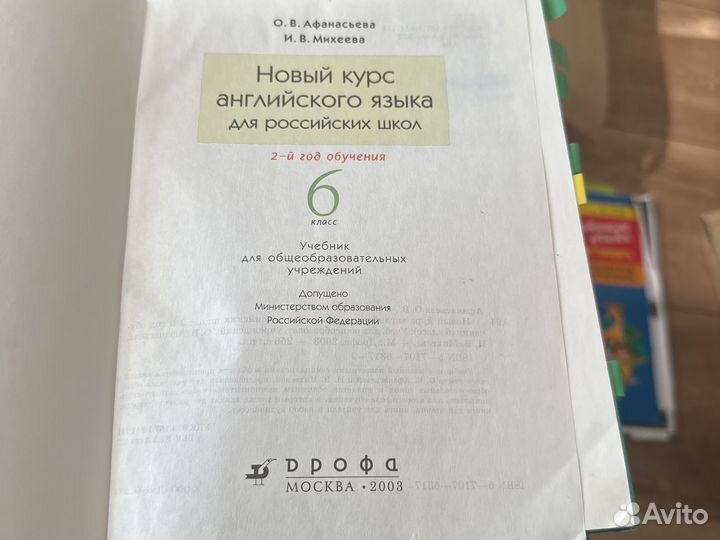 О. В. Афанасьева
И. В. Михеева
Новый курс
английского языка
для российских школ
2-й год обучения
6
класс
Учебник
для общеобразовательных
учреждений
Допущено
Министерством образования
Российской Федерации
ДРОФА
МОСКВА · 2003
Avito